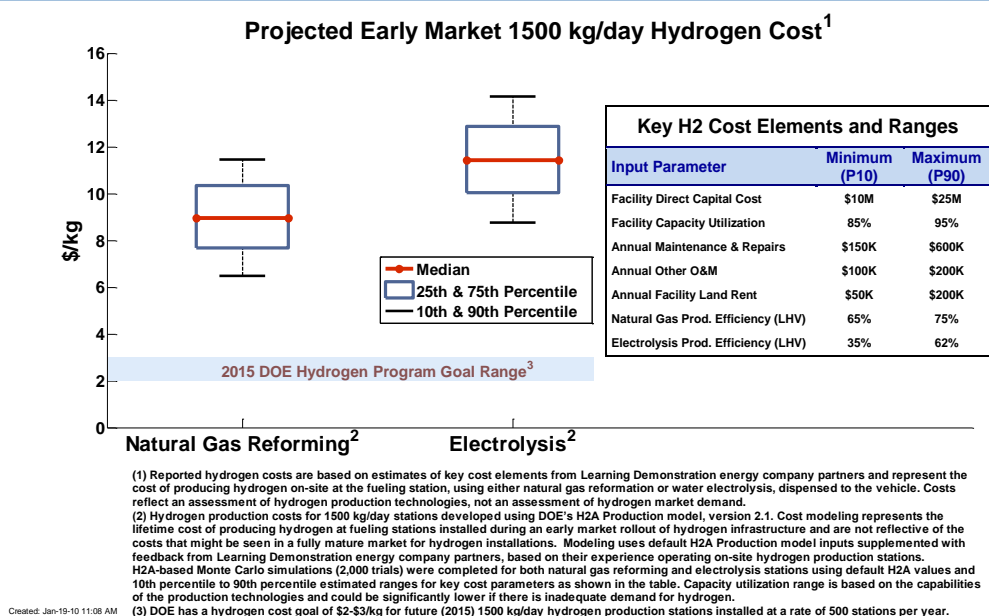 Projected Early Market 1500 kg/day Hydrogen Cost1
16
14
12
10
8
6
4
2
0
$/kg
Median
25th & 75th Percentile
10th & 90th Percentile
2015 DOE Hydrogen Program Goal Range3
Natural Gas Reforming2
Electrolysis2
Key H2 Cost Elements and Ranges
Input Parameter Minimum (P10) Maximum (P90)
Facility Direct Capital Cost $10M $25M
Facility Capacity Utilization 85% 95%
Annual Maintenance & Repairs $150K $600K
Annual Other O&M $100K $200K
Annual Facility Land Rent $50K $200K
Natural Gas Prod. Efficiency (LHV) 65% 75%
Electrolysis Prod. Efficiency (LHV) 35% 62%
(1) Reported hydrogen costs are based on estimates of key cost elements from Learning Demonstration energy company partners and represent the
cost of producing hydrogen on-site at the fueling station, using either natural gas reformation or water electrolysis, dispensed to the vehicle. Costs
reflect an assessment of hydrogen production technologies, not an assessment of hydrogen market demand.
(2) Hydrogen production costs for 1500 kg/day stations developed using DOE's H2A Production model, version 2.1. Cost modeling represents the
lifetime cost of producing hydrogen at fueling stations installed during an early market rollout of hydrogen infrastructure and are not reflective of the
costs that might be seen in a fully mature market for hydrogen installations. Modeling uses default H2A Production model inputs supplemented with
feedback from Learning Demonstration energy company partners, based on their experience operating on-site hydrogen production stations.
H2A-based Monte Carlo simulations (2,000 trials) were completed for both natural gas reforming and electrolysis stations using default H2A values and
10th percentile to 90th percentile estimated ranges for key cost parameters as shown in the table. Capacity utilization range is based on the capabilities
of the production technologies and could be significantly lower if there is inadequate demand for hydrogen.
(3) DOE has a hydrogen cost goal of $2-$3/kg for future (2015) 1500 kg/day hydrogen production stations installed at a rate of 500 stations per year.
Created: Jan-19-10 11:08 AM